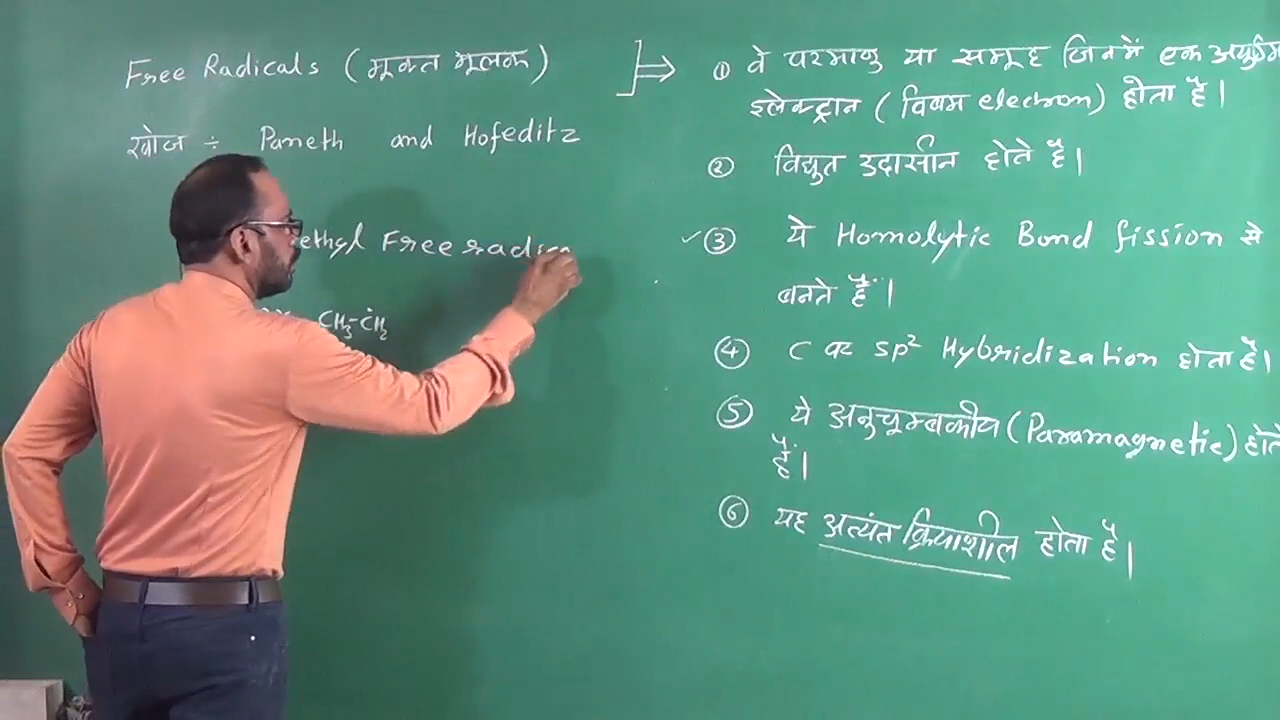 Free Radicals (मुक्त मूलक)
खोज ÷ Paneth and Hofeditz
ethyl Free radica
CH3-ĊH2
① वे परमाणु या समूह जिनमें एक अयुग्मि
इलेक्ट्रान (विषम electron) होता है।
② विद्युत उदासीन होते है।
③ ये Homolytic Bond fission से
बनते हैं।
④ C का sp² Hybridization होता है।
⑤ ये अनुचूम्बकीय (Paramagnetic) होते
हैं।
⑥ यह अत्यंत क्रियाशील होता है।